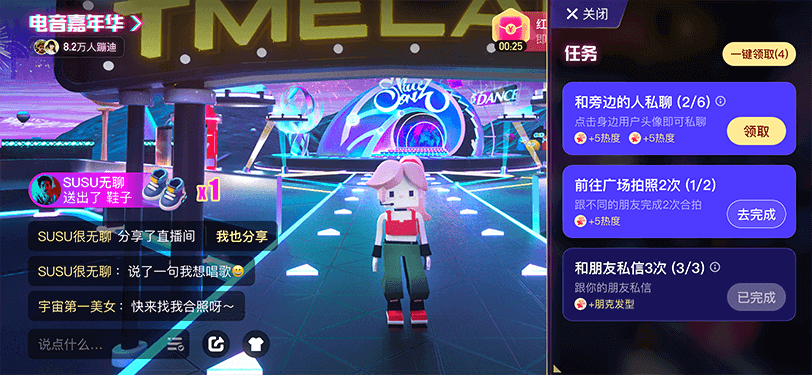 电音嘉年华
8.2万人蹦迪
TMELA
红
即
00:25
Space
Down
DANCE
SUSU无聊
送出了 鞋子
x1
SUSU很无聊 分享了直播间 我也分享
SUSU很无聊：说了一句我想唱歌😄
宇宙第一美女：快来找我合照呀～
说点什么...
关闭
任务
一键领取(4)
和旁边的人私聊 (2/6)
点击身边用户头像即可私聊
+5热度 +5热度
领取
前往广场拍照2次 (1/2)
跟不同的朋友完成2次合拍
+5热度
去完成
和朋友私信3次 (3/3)
跟你的朋友私信
+朋克发型
已完成